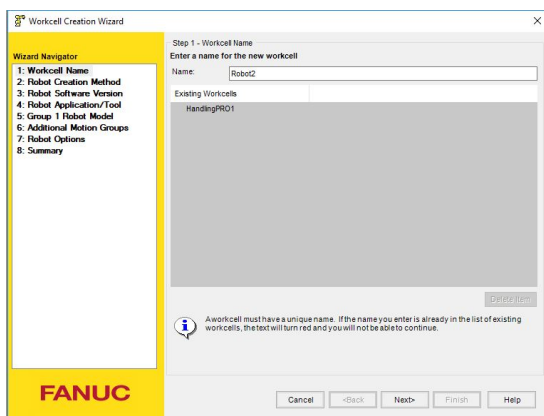 Workcell Creation Wizard
Wizard Navigator
1: Workcell Name
2: Robot Creation Method
3: Robot Software Version
4: Robot Application/Tool
5: Group 1 Robot Model
6: Additional Motion Groups
7: Robot Options
8: Summary
FANUC
Step 1 - Workcell Name
Enter a name for the new workcell
Name: Robot2
Existing Workcells
HandlingPRO1
Delete Item
i
Aworkcell must have a unique name. If the name you enter is already in the list of existing
workcells, the text will turn red and you will not be able to continue.
Cancel <Back Next> Finish Help